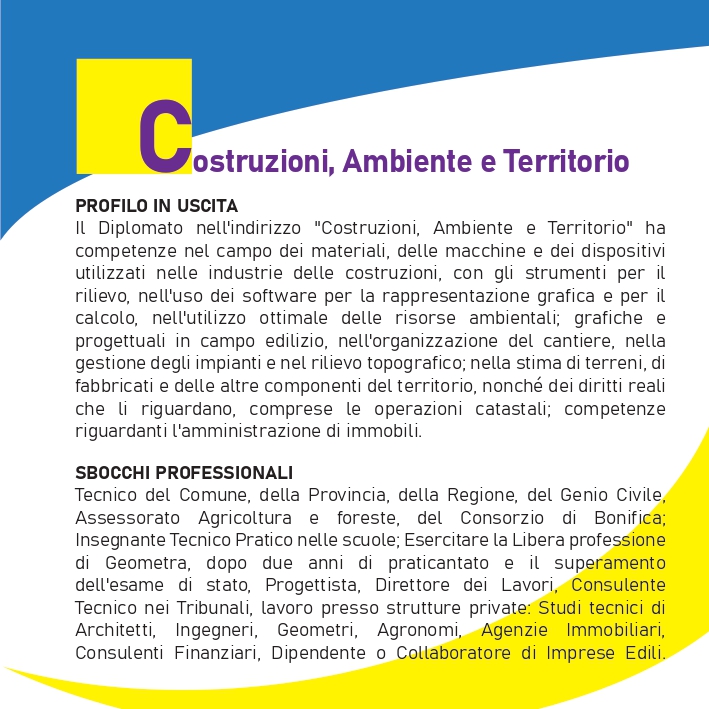 Costruzioni, Ambiente e Territorio
PROFILO IN USCITA
Il Diplomato nell'indirizzo "Costruzioni, Ambiente e Territorio" ha
competenze nel campo dei materiali, delle macchine e dei dispositivi
utilizzati nelle industrie delle costruzioni, con gli strumenti per il
rilievo, nell'uso dei software per la rappresentazione grafica e per il
calcolo, nell'utilizzo ottimale delle risorse ambientali; grafiche e
progettuali in campo edilizio, nell'organizzazione del cantiere, nella
gestione degli impianti e nel rilievo topografico; nella stima di terreni, di
fabbricati e delle altre componenti del territorio, nonché dei diritti reali
che li riguardano, comprese le operazioni catastali; competenze
riguardanti l'amministrazione di immobili.
SBOCCHI PROFESSIONALI
Tecnico del Comune, della Provincia, della Regione, del Genio Civile,
Assessorato Agricoltura e foreste, del Consorzio di Bonifica;
Insegnante Tecnico Pratico nelle scuole; Esercitare la Libera professione
di Geometra, dopo due anni di praticantato e il superamento
dell'esame di stato, Progettista, Direttore dei Lavori, Consulente
Tecnico nei Tribunali, lavoro presso strutture private: Studi tecnici di
Architetti, Ingegneri, Geometri, Agronomi, Agenzie Immobiliari,
Consulenti Finanziari, Dipendente o Collaboratore di Imprese Edili.